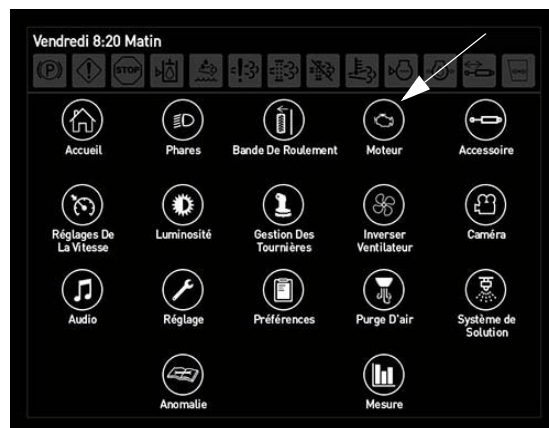 Vendredi 8:20 Matin
STOP
Accueil
Phares
Bande De Roulement
Moteur
Accessoire
Réglages De
La Vitesse
Luminosité
Gestion Des
Tournières
Inverser
Ventilateur
Caméra
Audio
Réglage
Préférences
Purge D'air
Système de
Solution
Anomalie
Mesure